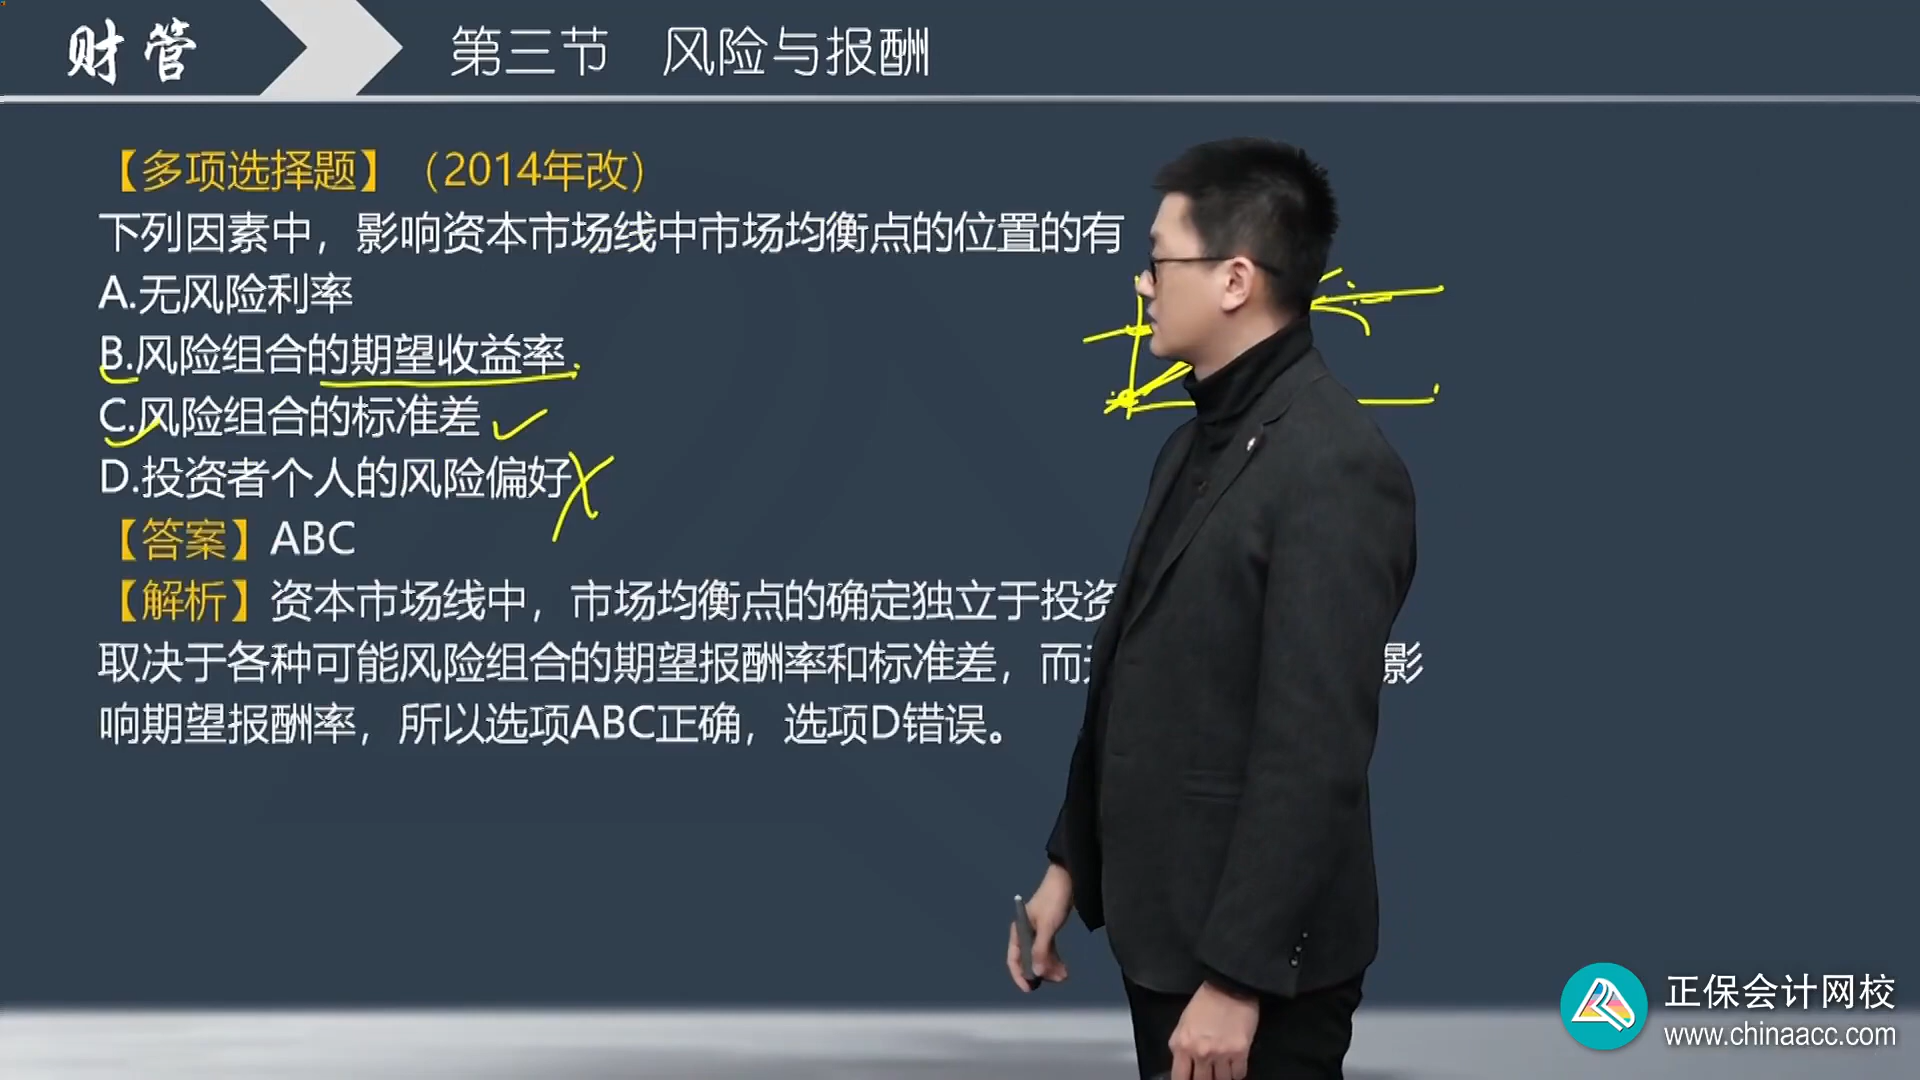 财管
第三节 风险与报酬
【多项选择题】（2014年改）
下列因素中，影响资本市场线中市场均衡点的位置的有
A.无风险利率
B.风险组合的期望收益率
C.风险组合的标准差
D.投资者个人的风险偏好
【答案】ABC
【解析】资本市场线中，市场均衡点的确定独立于投资
取决于各种可能风险组合的期望报酬率和标准差，而 影
响期望报酬率，所以选项ABC正确，选项D错误。
正保会计网校
www.chinaacc.com